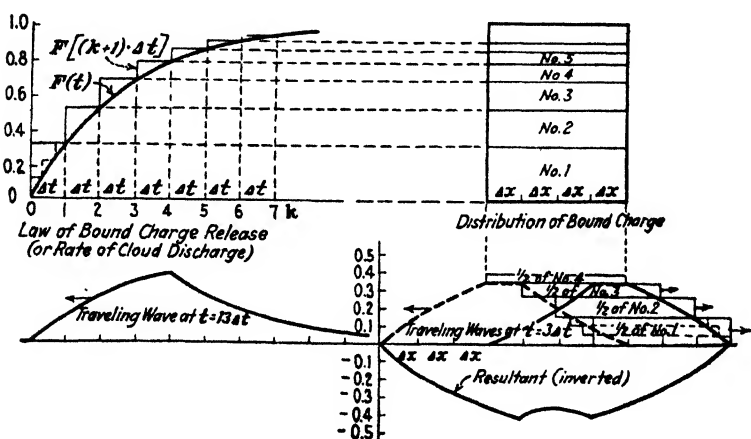 1.0
0.8
0.6
0.4
0.2
0
F[(k+1)·Δt]
F(t)
Δt Δt Δt Δt Δt Δt Δt
0 1 2 3 4 5 6 7 k
Law of Bound Charge Release
(or Rate of Cloud Discharge)
No.5
No 4
No.3
No.2
No.1
Δx Δx Δx Δx
Distribution of Bound Charge
Traveling Wave at t=13Δt
0.5
0.4
0.3
0.2
0.1
0
-0.1
-0.2
-0.3
-0.4
-0.5
½ of No.4
½ of No.3
½ of No.2
½ of No.1
Traveling Waves at t=3Δt
Δx Δx Δx
Resultant (inverted)